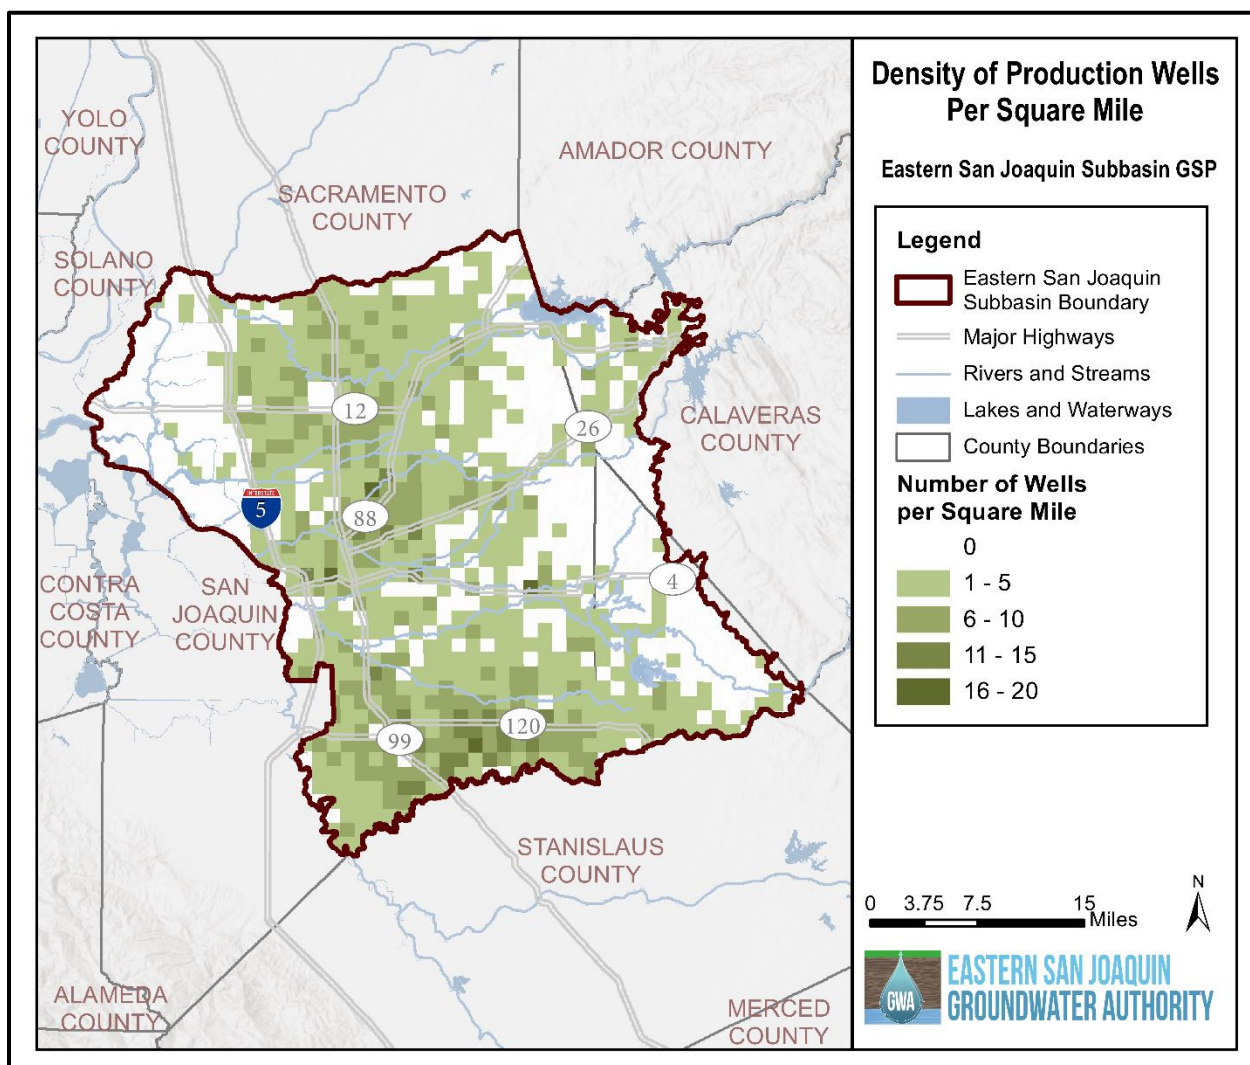 YOLO
COUNTY
AMADOR COUNTY
SACRAMENTO
COUNTY
SOLANO
COUNTY
12
26
CALAVERAS
COUNTY
INTERSTATE
5
88
CONTRA
COSTA
COUNTY
SAN
JOAQUIN
COUNTY
4
120
99
STANISLAUS
COUNTY
ALAMEDA
COUNTY
MERCED
COUNTY
Density of Production Wells
Per Square Mile
Eastern San Joaquin Subbasin GSP
Legend
Eastern San Joaquin
Subbasin Boundary
Major Highways
Rivers and Streams
Lakes and Waterways
County Boundaries
Number of Wells
per Square Mile
0
1 - 5
6 - 10
11 - 15
16 - 20
N
0 3.75 7.5 15
Miles
GWA
EASTERN SAN JOAQUIN
GROUNDWATER AUTHORITY